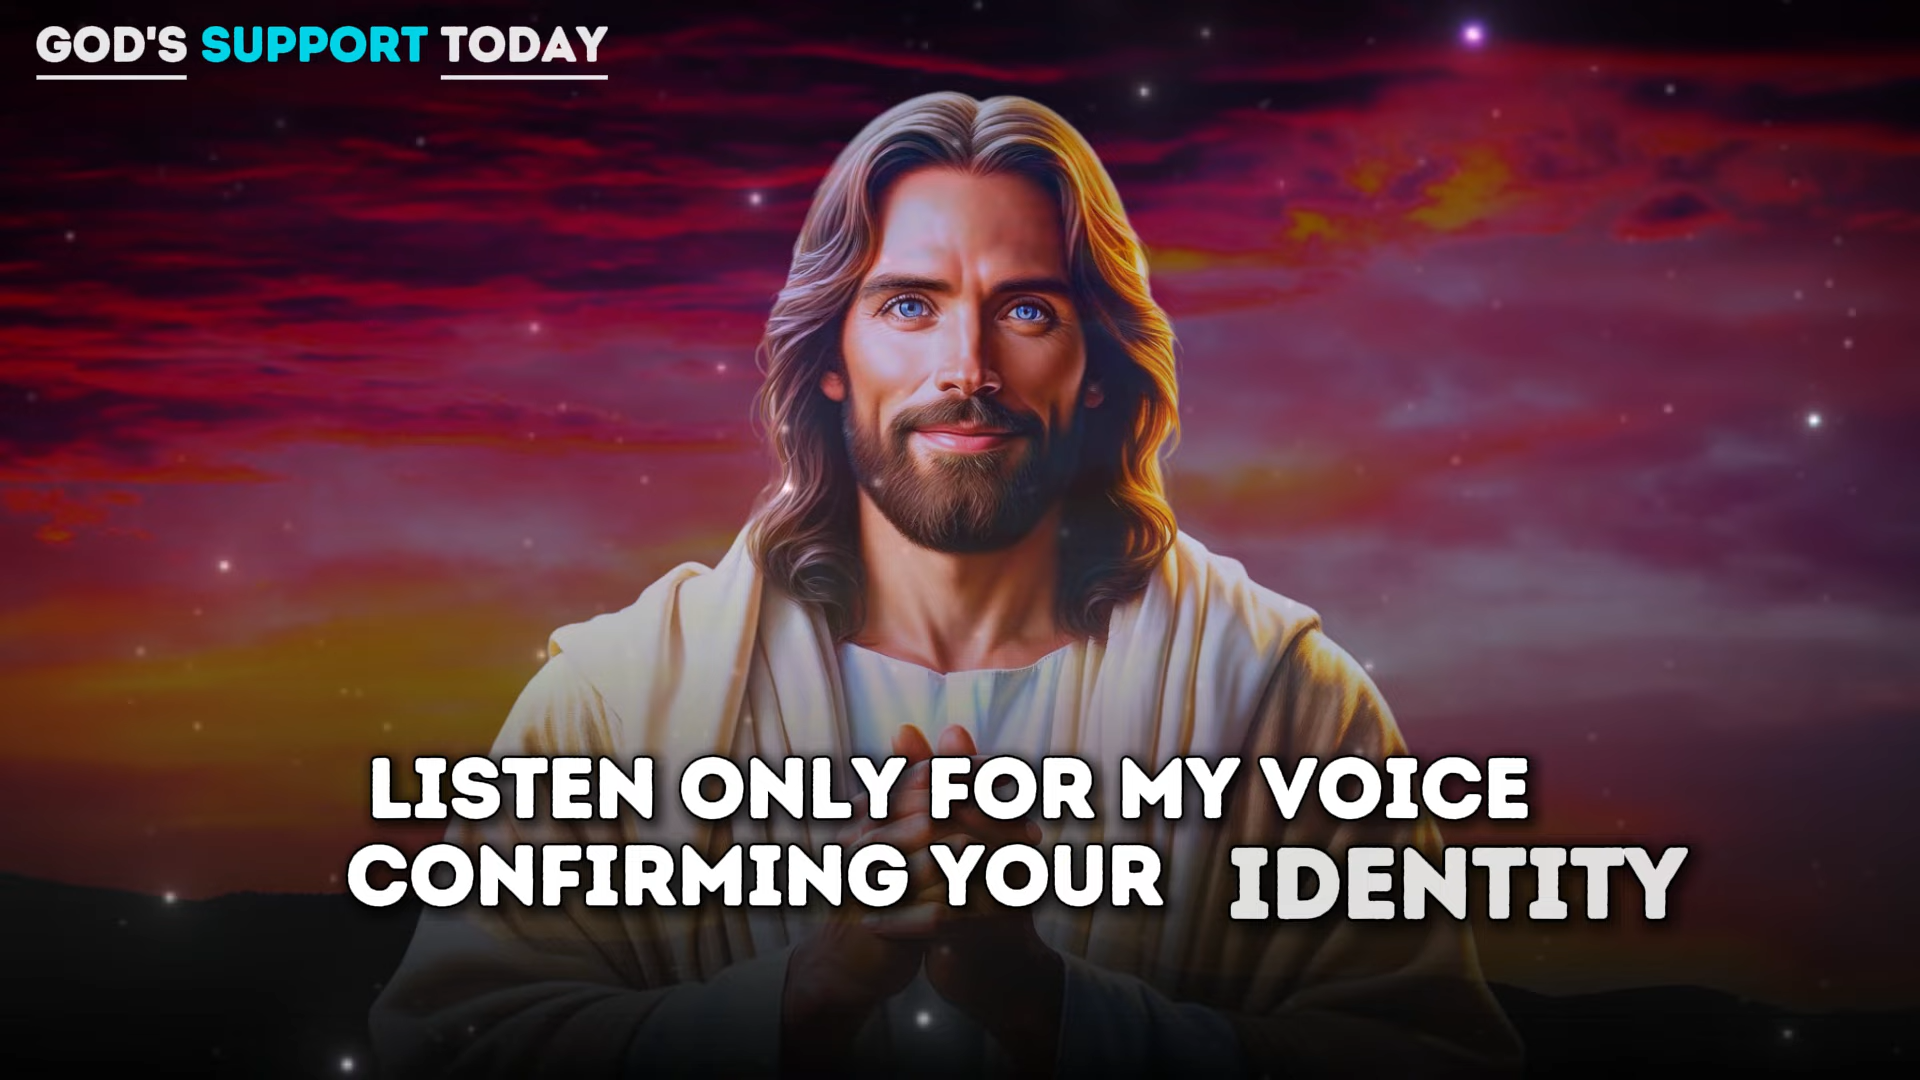 GOD'S SUPPORT TODAY
LISTEN ONLY FOR MY VOICE
CONFIRMING YOUR IDENTITY